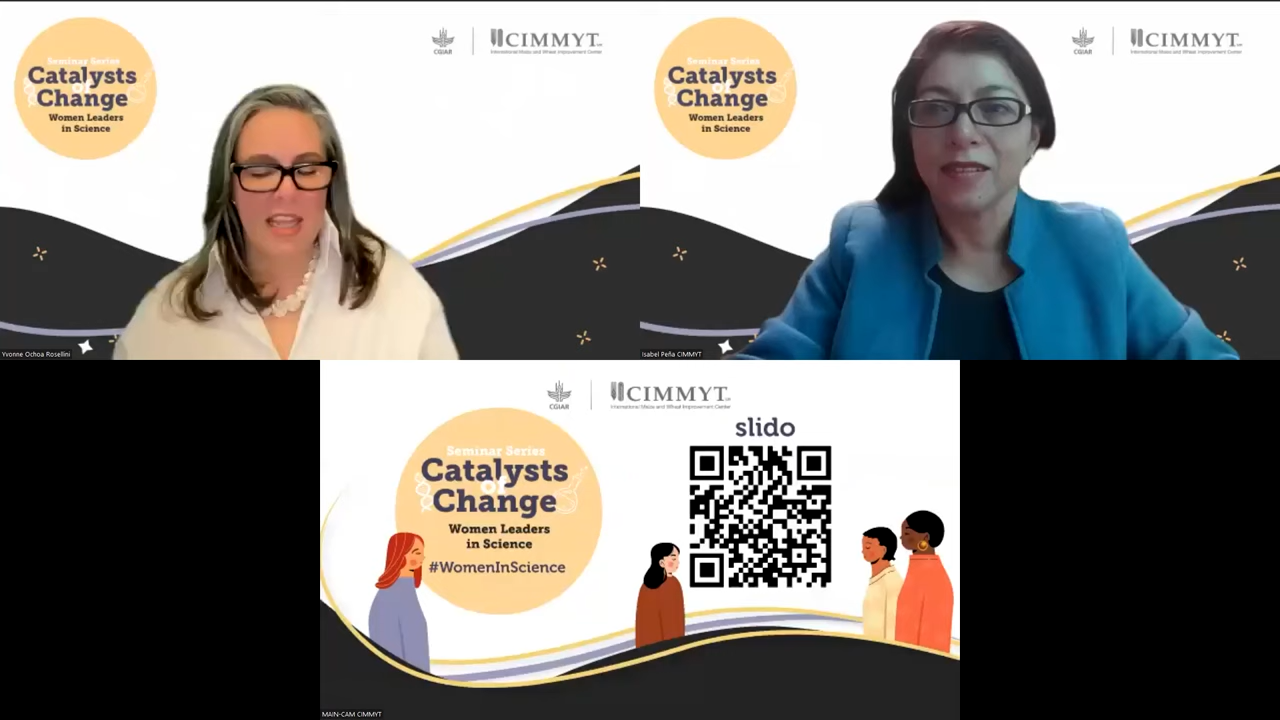 Seminar Series
Catalysts
of
Change
Women Leaders
in Science
CGIAR
CIMMYT
International Maize and Wheat Improvement Center
Yvonne Ochoa Rosellini
Seminar Series
Catalysts
of
Change
Women Leaders
in Science
CGIAR
CIMMYT
International Maize and Wheat Improvement Center
Isabel Peña CIMMYT
CGIAR
CIMMYT
International Maize and Wheat Improvement Center
Seminar Series
Catalysts
of
Change
Women Leaders
in Science
#WomenInScience
slido
MAIN-CAM CIMMYT